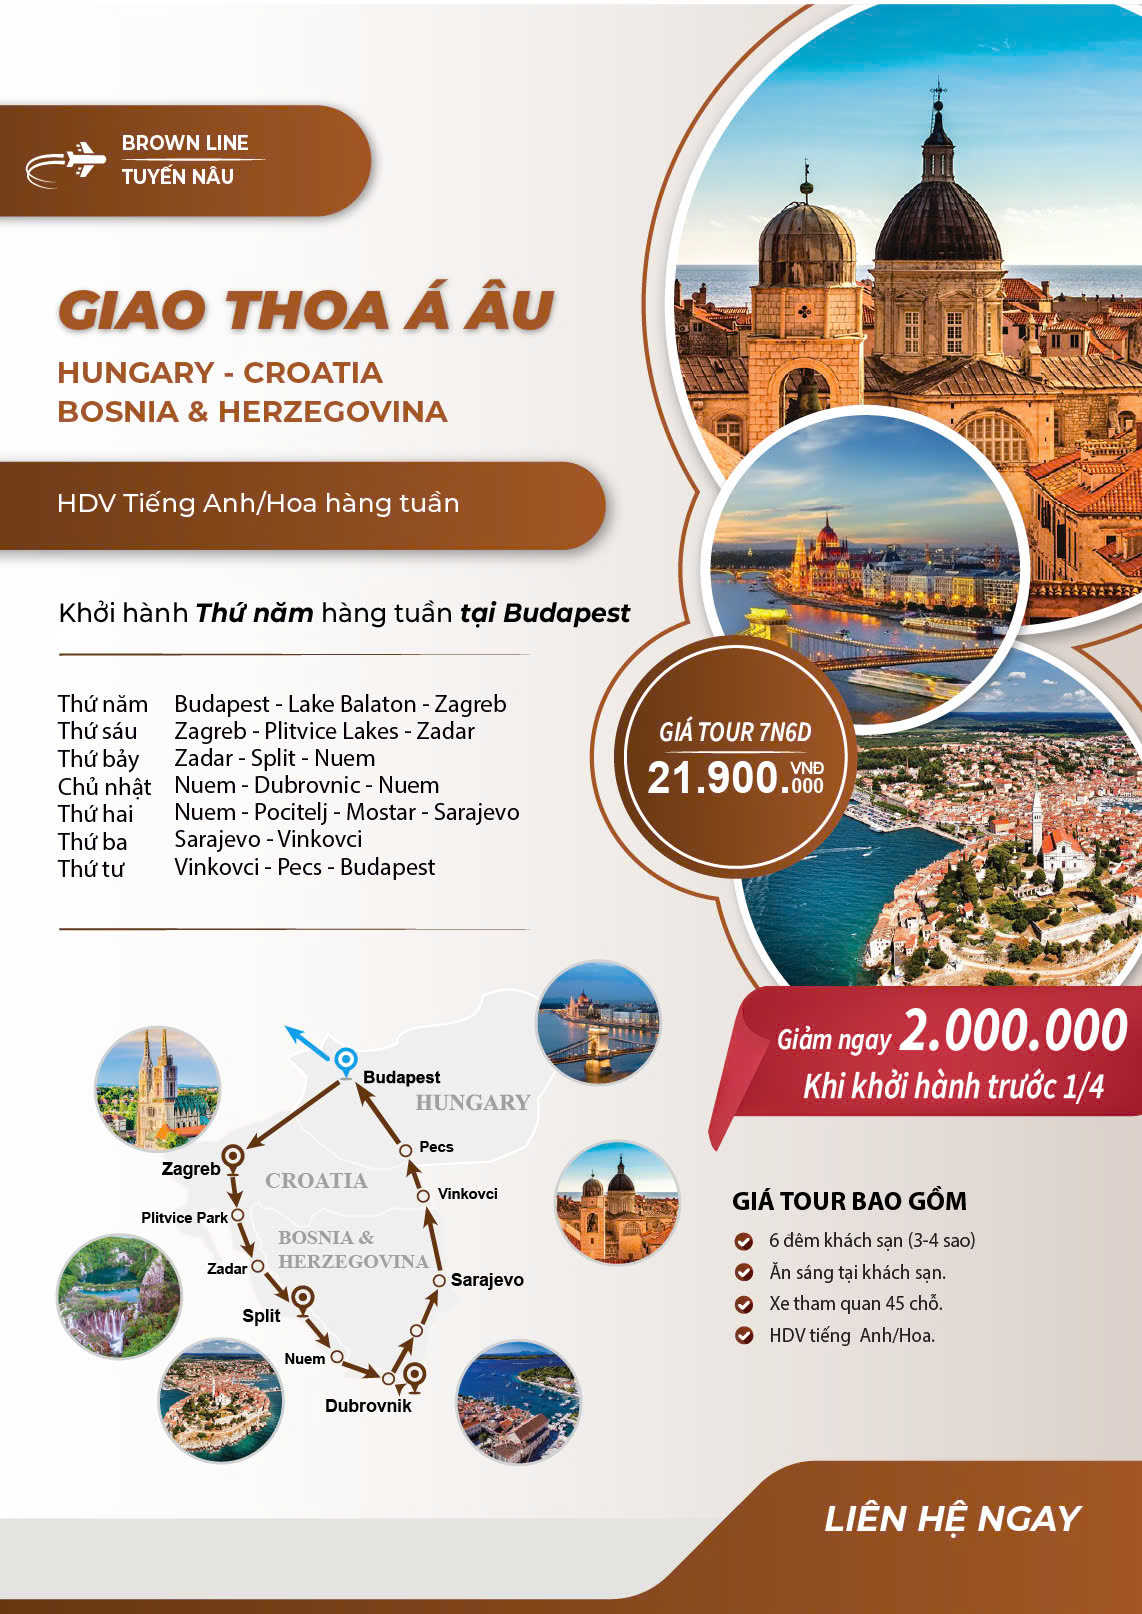 BROWN LINE
TUYẾN NÂU
GIAO THOA Á ÂU
HUNGARY - CROATIA
BOSNIA & HERZEGOVINA
HDV Tiếng Anh/Hoa hàng tuần
Khởi hành Thứ năm hàng tuần tại Budapest
Thứ năm Budapest - Lake Balaton - Zagreb
Thứ sáu Zagreb - Plitvice Lakes - Zadar
Thứ bảy Zadar - Split - Nuem
Chủ nhật Nuem - Dubrovnic - Nuem
Thứ hai Nuem - Pocitelj - Mostar - Sarajevo
Thứ ba Sarajevo - Vinkovci
Thứ tư Vinkovci - Pecs - Budapest
GIÁ TOUR 7N6D
21.900.000 VNĐ
Giảm ngay 2.000.000
Khi khởi hành trước 1/4
Budapest
HUNGARY
Pecs
Zagreb
CROATIA
Vinkovci
Plitvice Park
BOSNIA &
HERZEGOVINA
Zadar
Sarajevo
Split
Nuem
Dubrovnik
GIÁ TOUR BAO GỒM
6 đêm khách sạn (3-4 sao)
Ăn sáng tại khách sạn.
Xe tham quan 45 chỗ.
HDV tiếng Anh/Hoa.
LIÊN HỆ NGAY